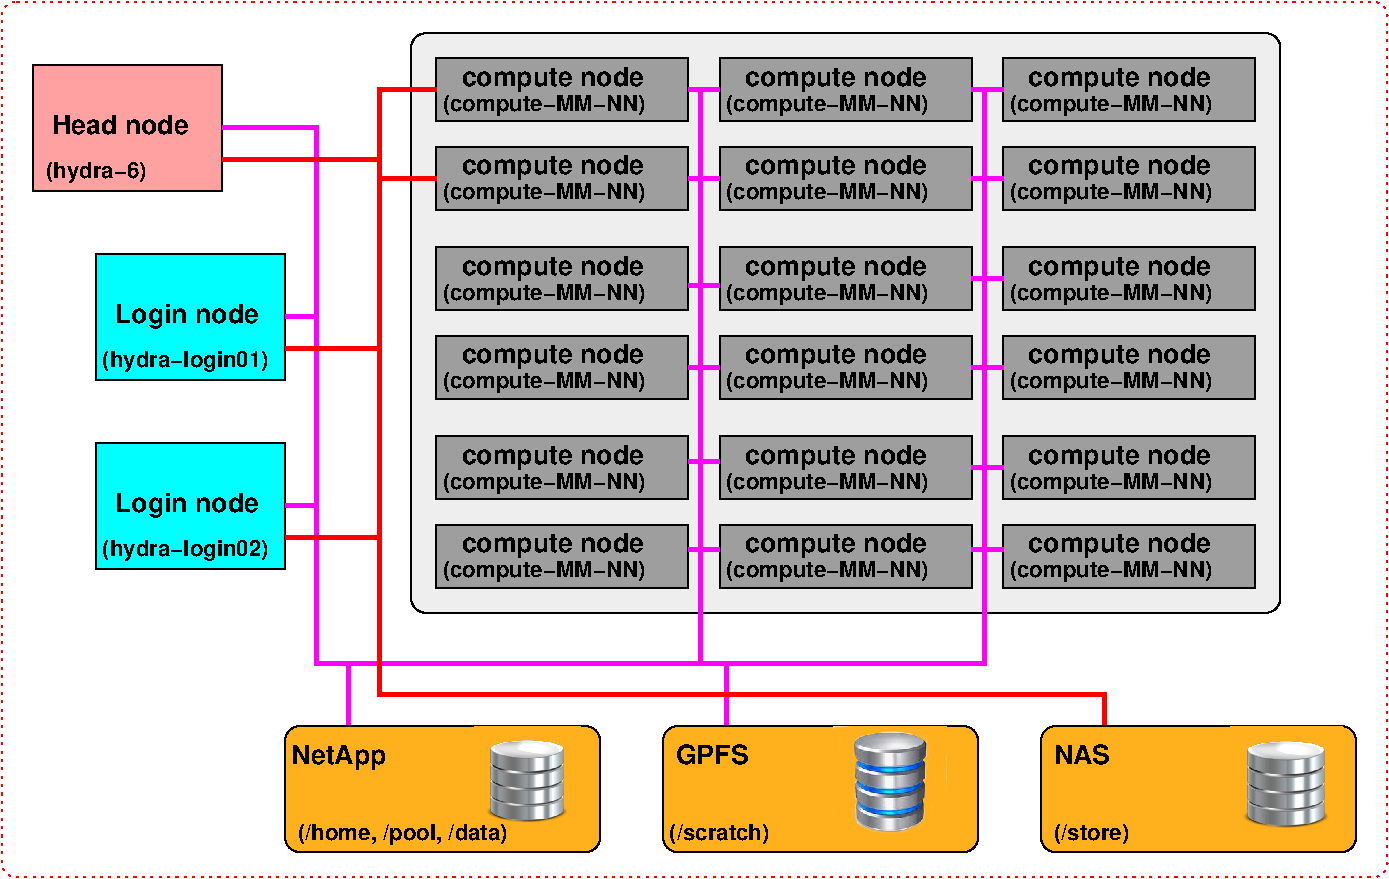 Head node
(hydra−6)
Login node
(hydra−login01)
Login node
(hydra−login02)
compute node
(compute−MM−NN)
compute node
(compute−MM−NN)
compute node
(compute−MM−NN)
compute node
(compute−MM−NN)
compute node
(compute−MM−NN)
compute node
(compute−MM−NN)
compute node
(compute−MM−NN)
compute node
(compute−MM−NN)
compute node
(compute−MM−NN)
compute node
(compute−MM−NN)
compute node
(compute−MM−NN)
compute node
(compute−MM−NN)
compute node
(compute−MM−NN)
compute node
(compute−MM−NN)
compute node
(compute−MM−NN)
compute node
(compute−MM−NN)
compute node
(compute−MM−NN)
compute node
(compute−MM−NN)
NetApp
(/home, /pool, /data)
GPFS
(/scratch)
NAS
(/store)